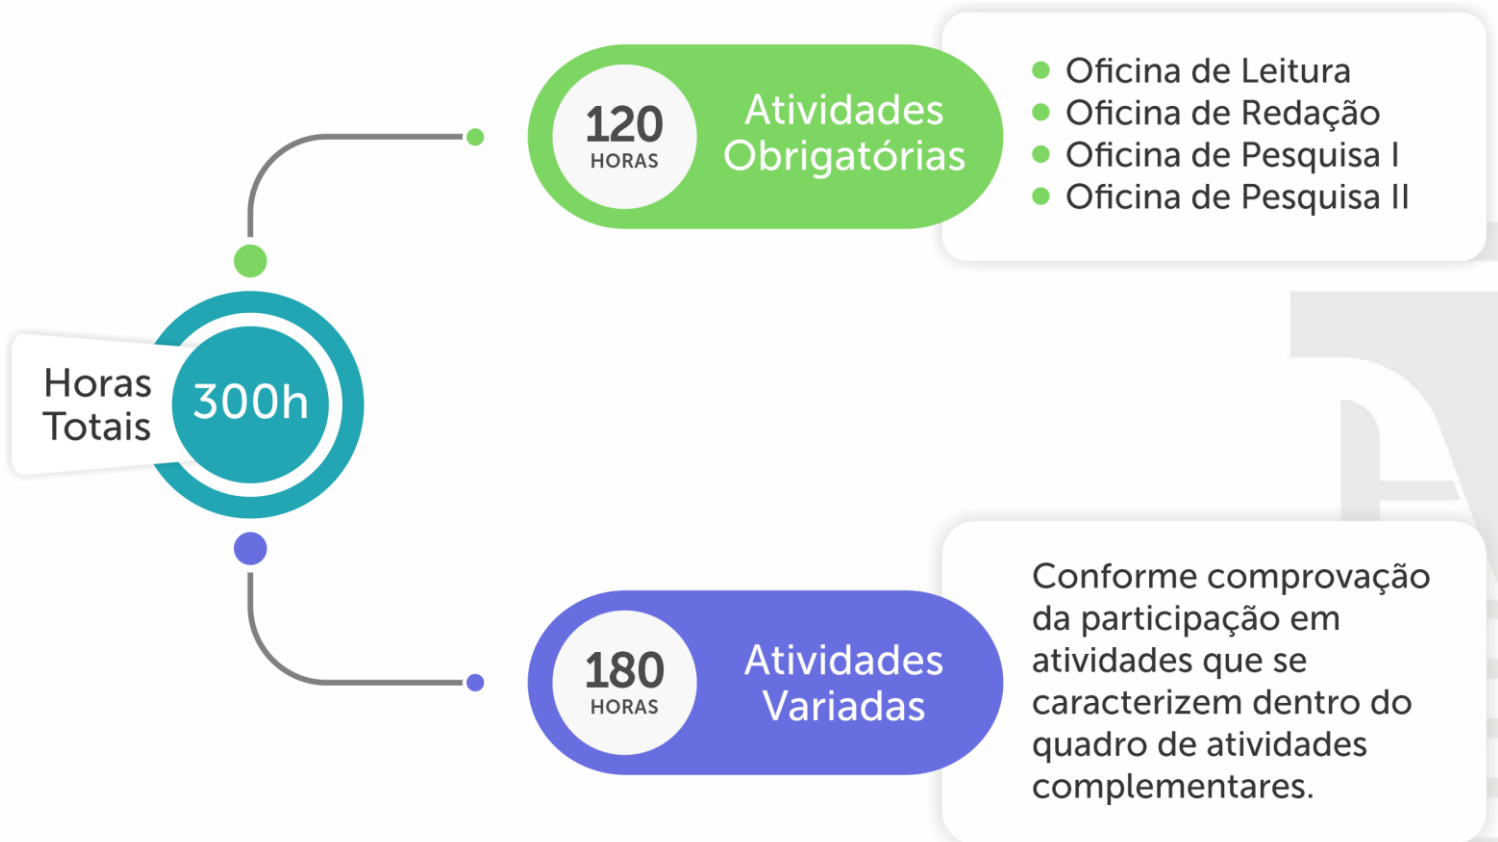 Horas
Totais
300h
120
HORAS
Atividades
Obrigatórias
Oficina de Leitura
Oficina de Redação
Oficina de Pesquisa I
Oficina de Pesquisa II
180
HORAS
Atividades
Variadas
Conforme comprovação
da participação em
atividades que se
caracterizem dentro do
quadro de atividades
complementares.